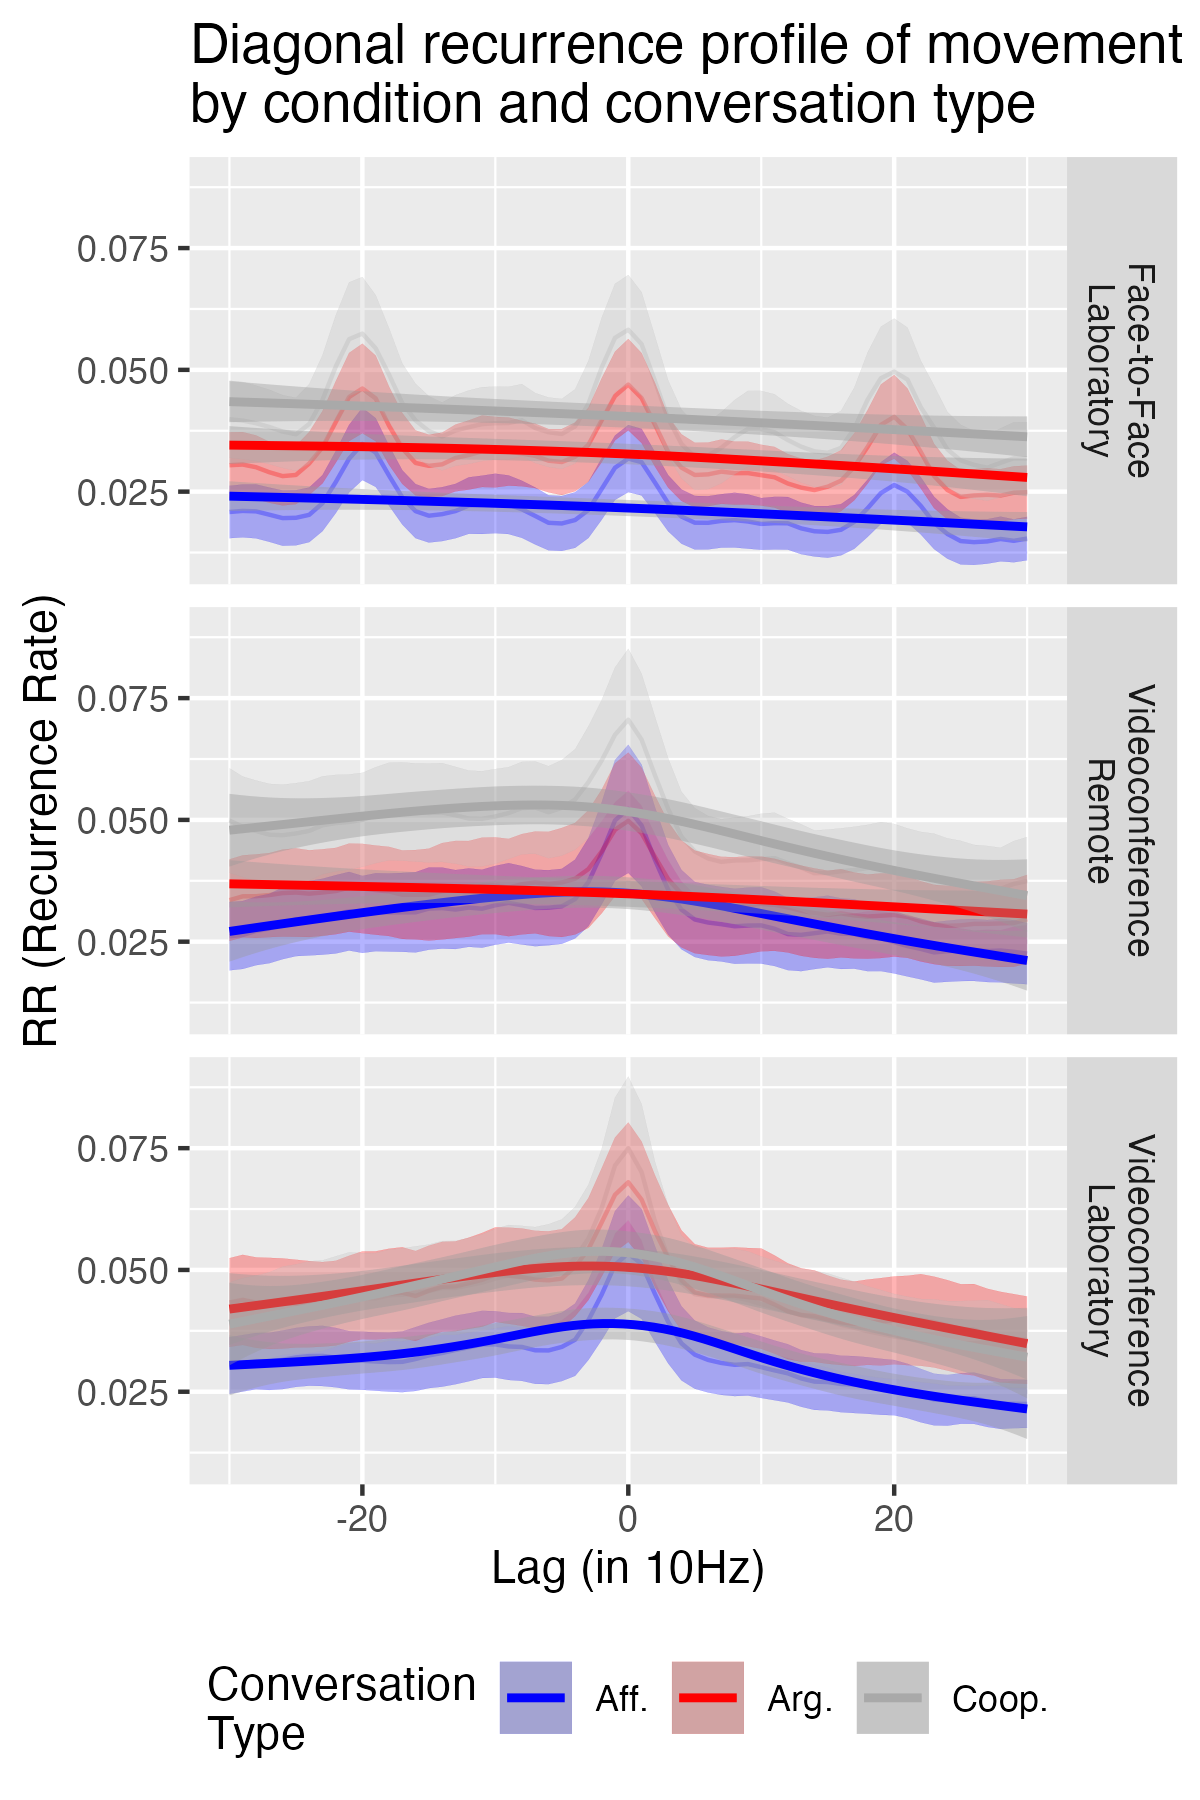 Diagonal recurrence profile of movement
by condition and conversation type
RR (Recurrence Rate)
0.075
0.050
0.025
Face-to-Face
Laboratory
0.075
0.050
0.025
Videoconference
Remote
0.075
0.050
0.025
Videoconference
Laboratory
-20 0 20
Lag (in 10Hz)
Conversation
Type
Aff. Arg. Coop.